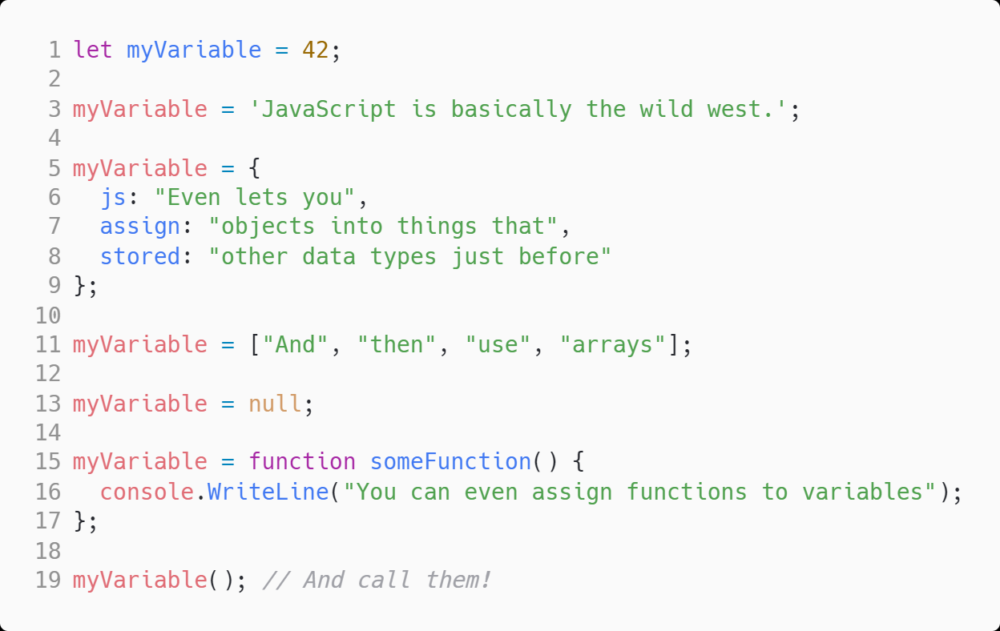 1 let myVariable = 42;
2
3 myVariable = 'JavaScript is basically the wild west.';
4
5 myVariable = {
6   js: "Even lets you",
7   assign: "objects into things that",
8   stored: "other data types just before"
9 };
10
11 myVariable = ["And", "then", "use", "arrays"];
12
13 myVariable = null;
14
15 myVariable = function someFunction() {
16   console.WriteLine("You can even assign functions to variables");
17 };
18
19 myVariable(); // And call them!